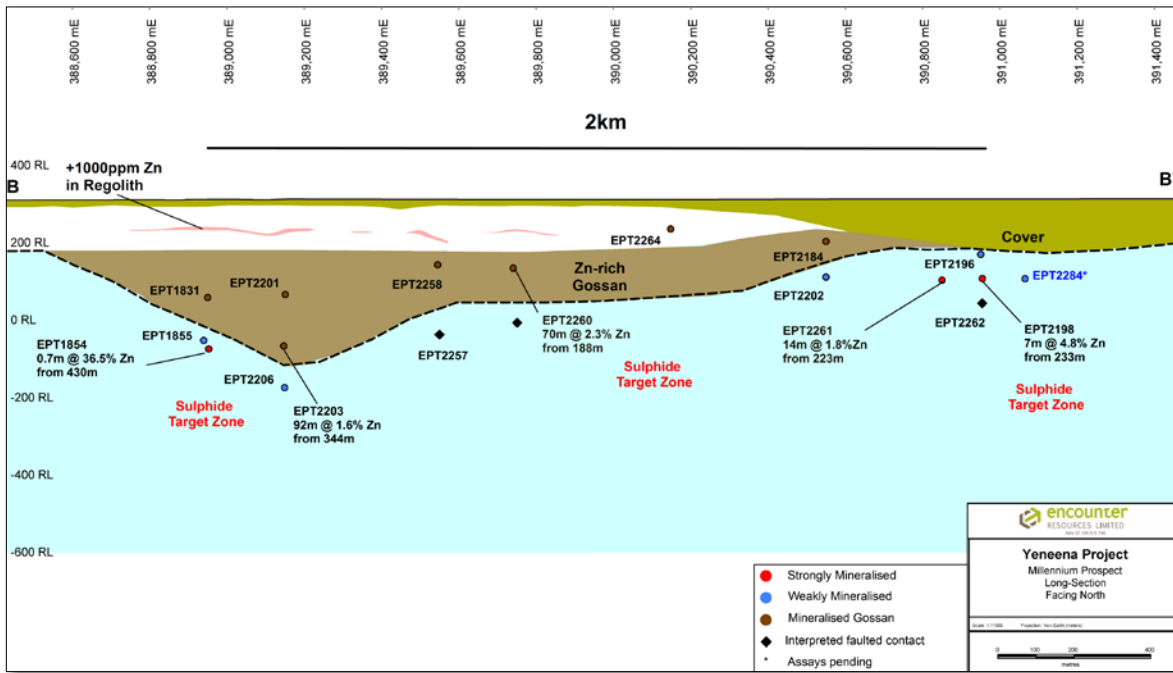 388,600 mE
388,800 mE
389,000 mE
389,200 mE
389,400 mE
389,600 mE
389,800 mE
390,000 mE
390,200 mE
390,400 mE
390,600 mE
390,800 mE
391,000 mE
391,200 mE
391,400 mE
2km
400 RL
+1000ppm Zn
in Regolith
B
B'
200 RL
EPT2264
EPT2184
Cover
EPT2196
EPT2284*
EPT1831
EPT2201
EPT2258
Zn-rich
Gossan
EPT2202
0 RL
EPT1855
EPT1854
0.7m @ 36.5% Zn
from 430m
EPT2260
70m @ 2.3% Zn
from 188m
EPT2257
EPT2261
14m @ 1.8%Zn
from 223m
EPT2262
EPT2198
7m @ 4.8% Zn
from 233m
EPT2206
-200 RL
Sulphide
Target Zone
EPT2203
92m @ 1.6% Zn
from 344m
Sulphide
Target Zone
Sulphide
Target Zone
-400 RL
-600 RL
encounter
RESOURCES LIMITED
Yeneena Project
Millennium Prospect
Long-Section
Facing North
0 100 200 400
metres
Strongly Mineralised
Weakly Mineralised
Mineralised Gossan
Interpreted faulted contact
* Assays pending